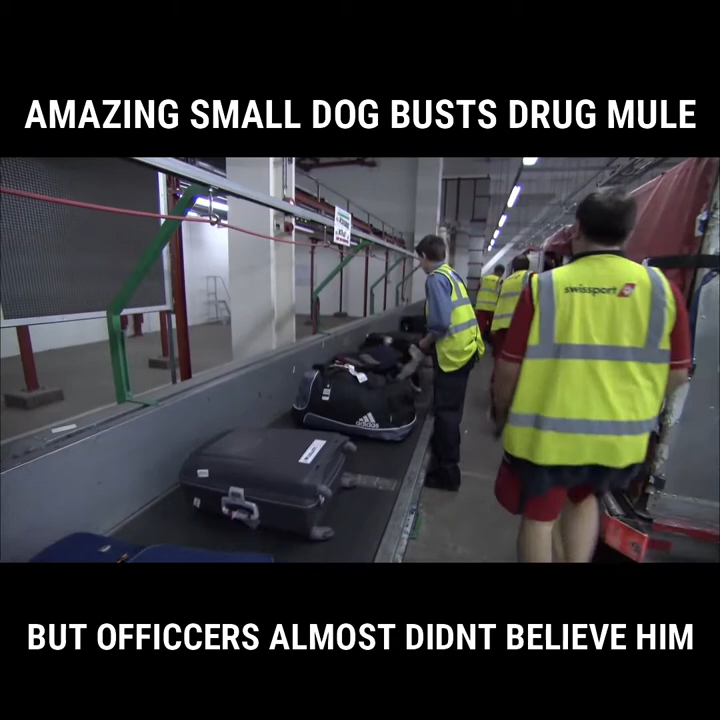 AMAZING SMALL DOG BUSTS DRUG MULE
swissport
adidas
BUT OFFICCERS ALMOST DIDNT BELIEVE HIM